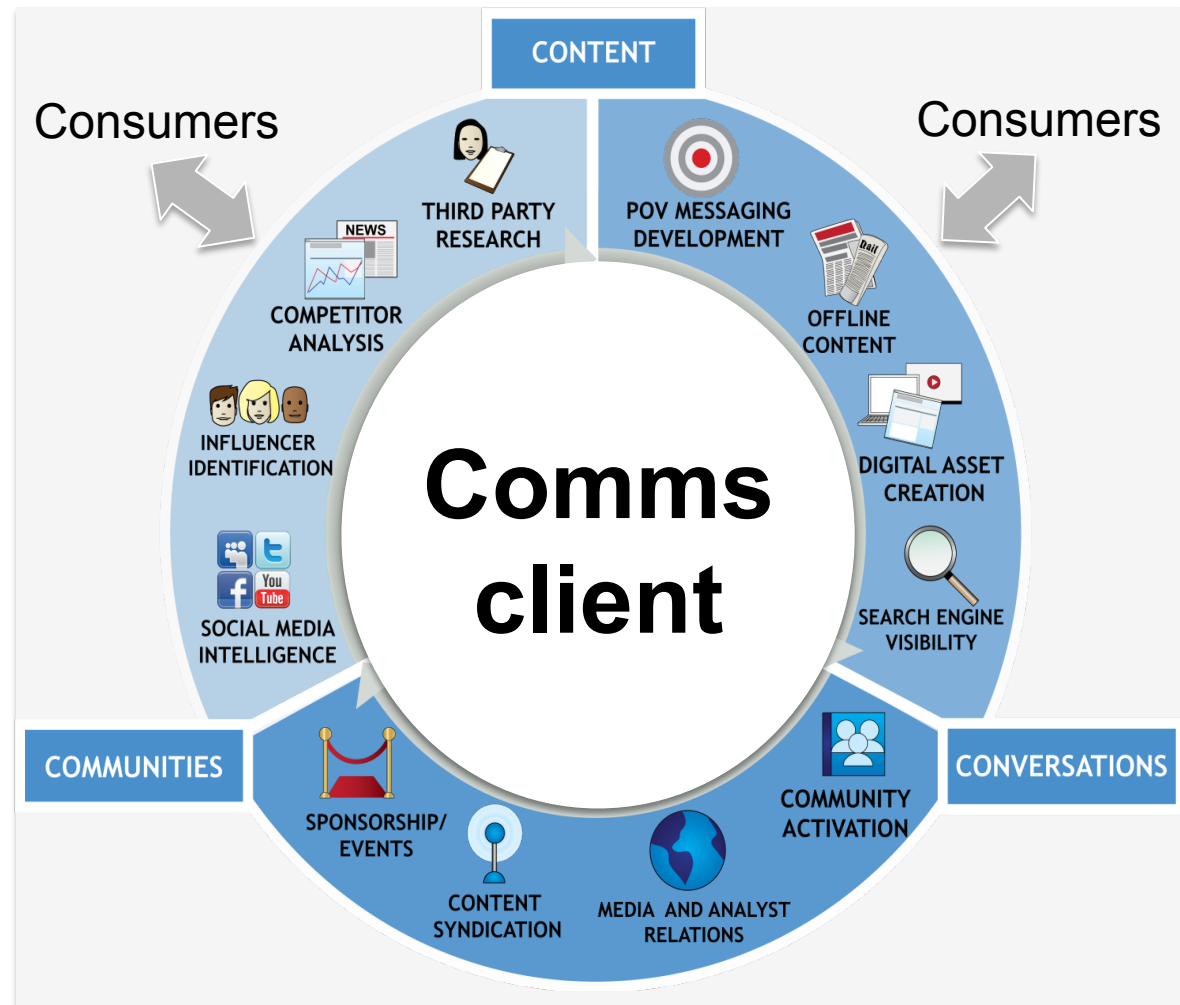 CONTENT
Consumers
Consumers
THIRD PARTY
RESEARCH
POV MESSAGING
DEVELOPMENT
NEWS
COMPETITOR
ANALYSIS
Dail
OFFLINE
CONTENT
INFLUENCER
IDENTIFICATION
DIGITAL ASSET
CREATION
Comms
client
You
Tube
SOCIAL MEDIA
INTELLIGENCE
SEARCH ENGINE
VISIBILITY
COMMUNITIES
CONVERSATIONS
SPONSORSHIP/
EVENTS
COMMUNITY
ACTIVATION
CONTENT
SYNDICATION
MEDIA AND ANALYST
RELATIONS